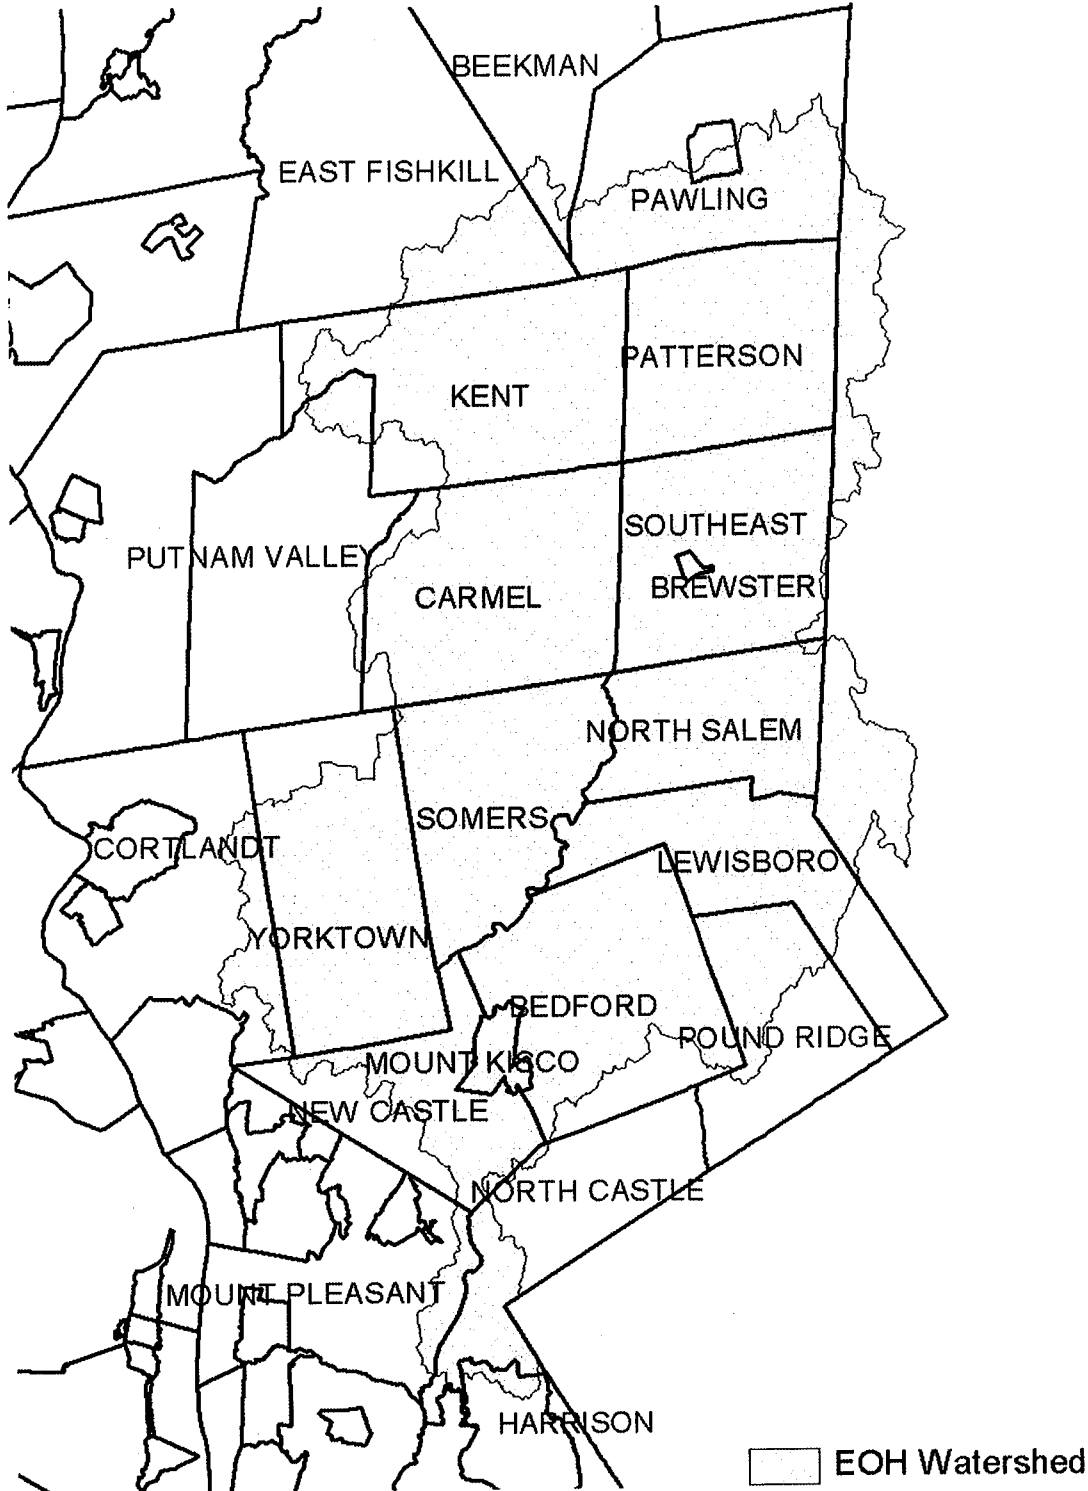 BEEKMAN
EAST FISHKILL
PAWLING
PATTERSON
KENT
SOUTHEAST
PUTNAM VALLEY
BREWSTER
CARMEL
NORTH SALEM
SOMERS
CORTLANDT
LEWISBORO
YORKTOWN
BEDFORD
POUND RIDGE
MOUNT KISCO
NEW CASTLE
NORTH CASTLE
MOUNT PLEASANT
HARRISON
EOH Watershed